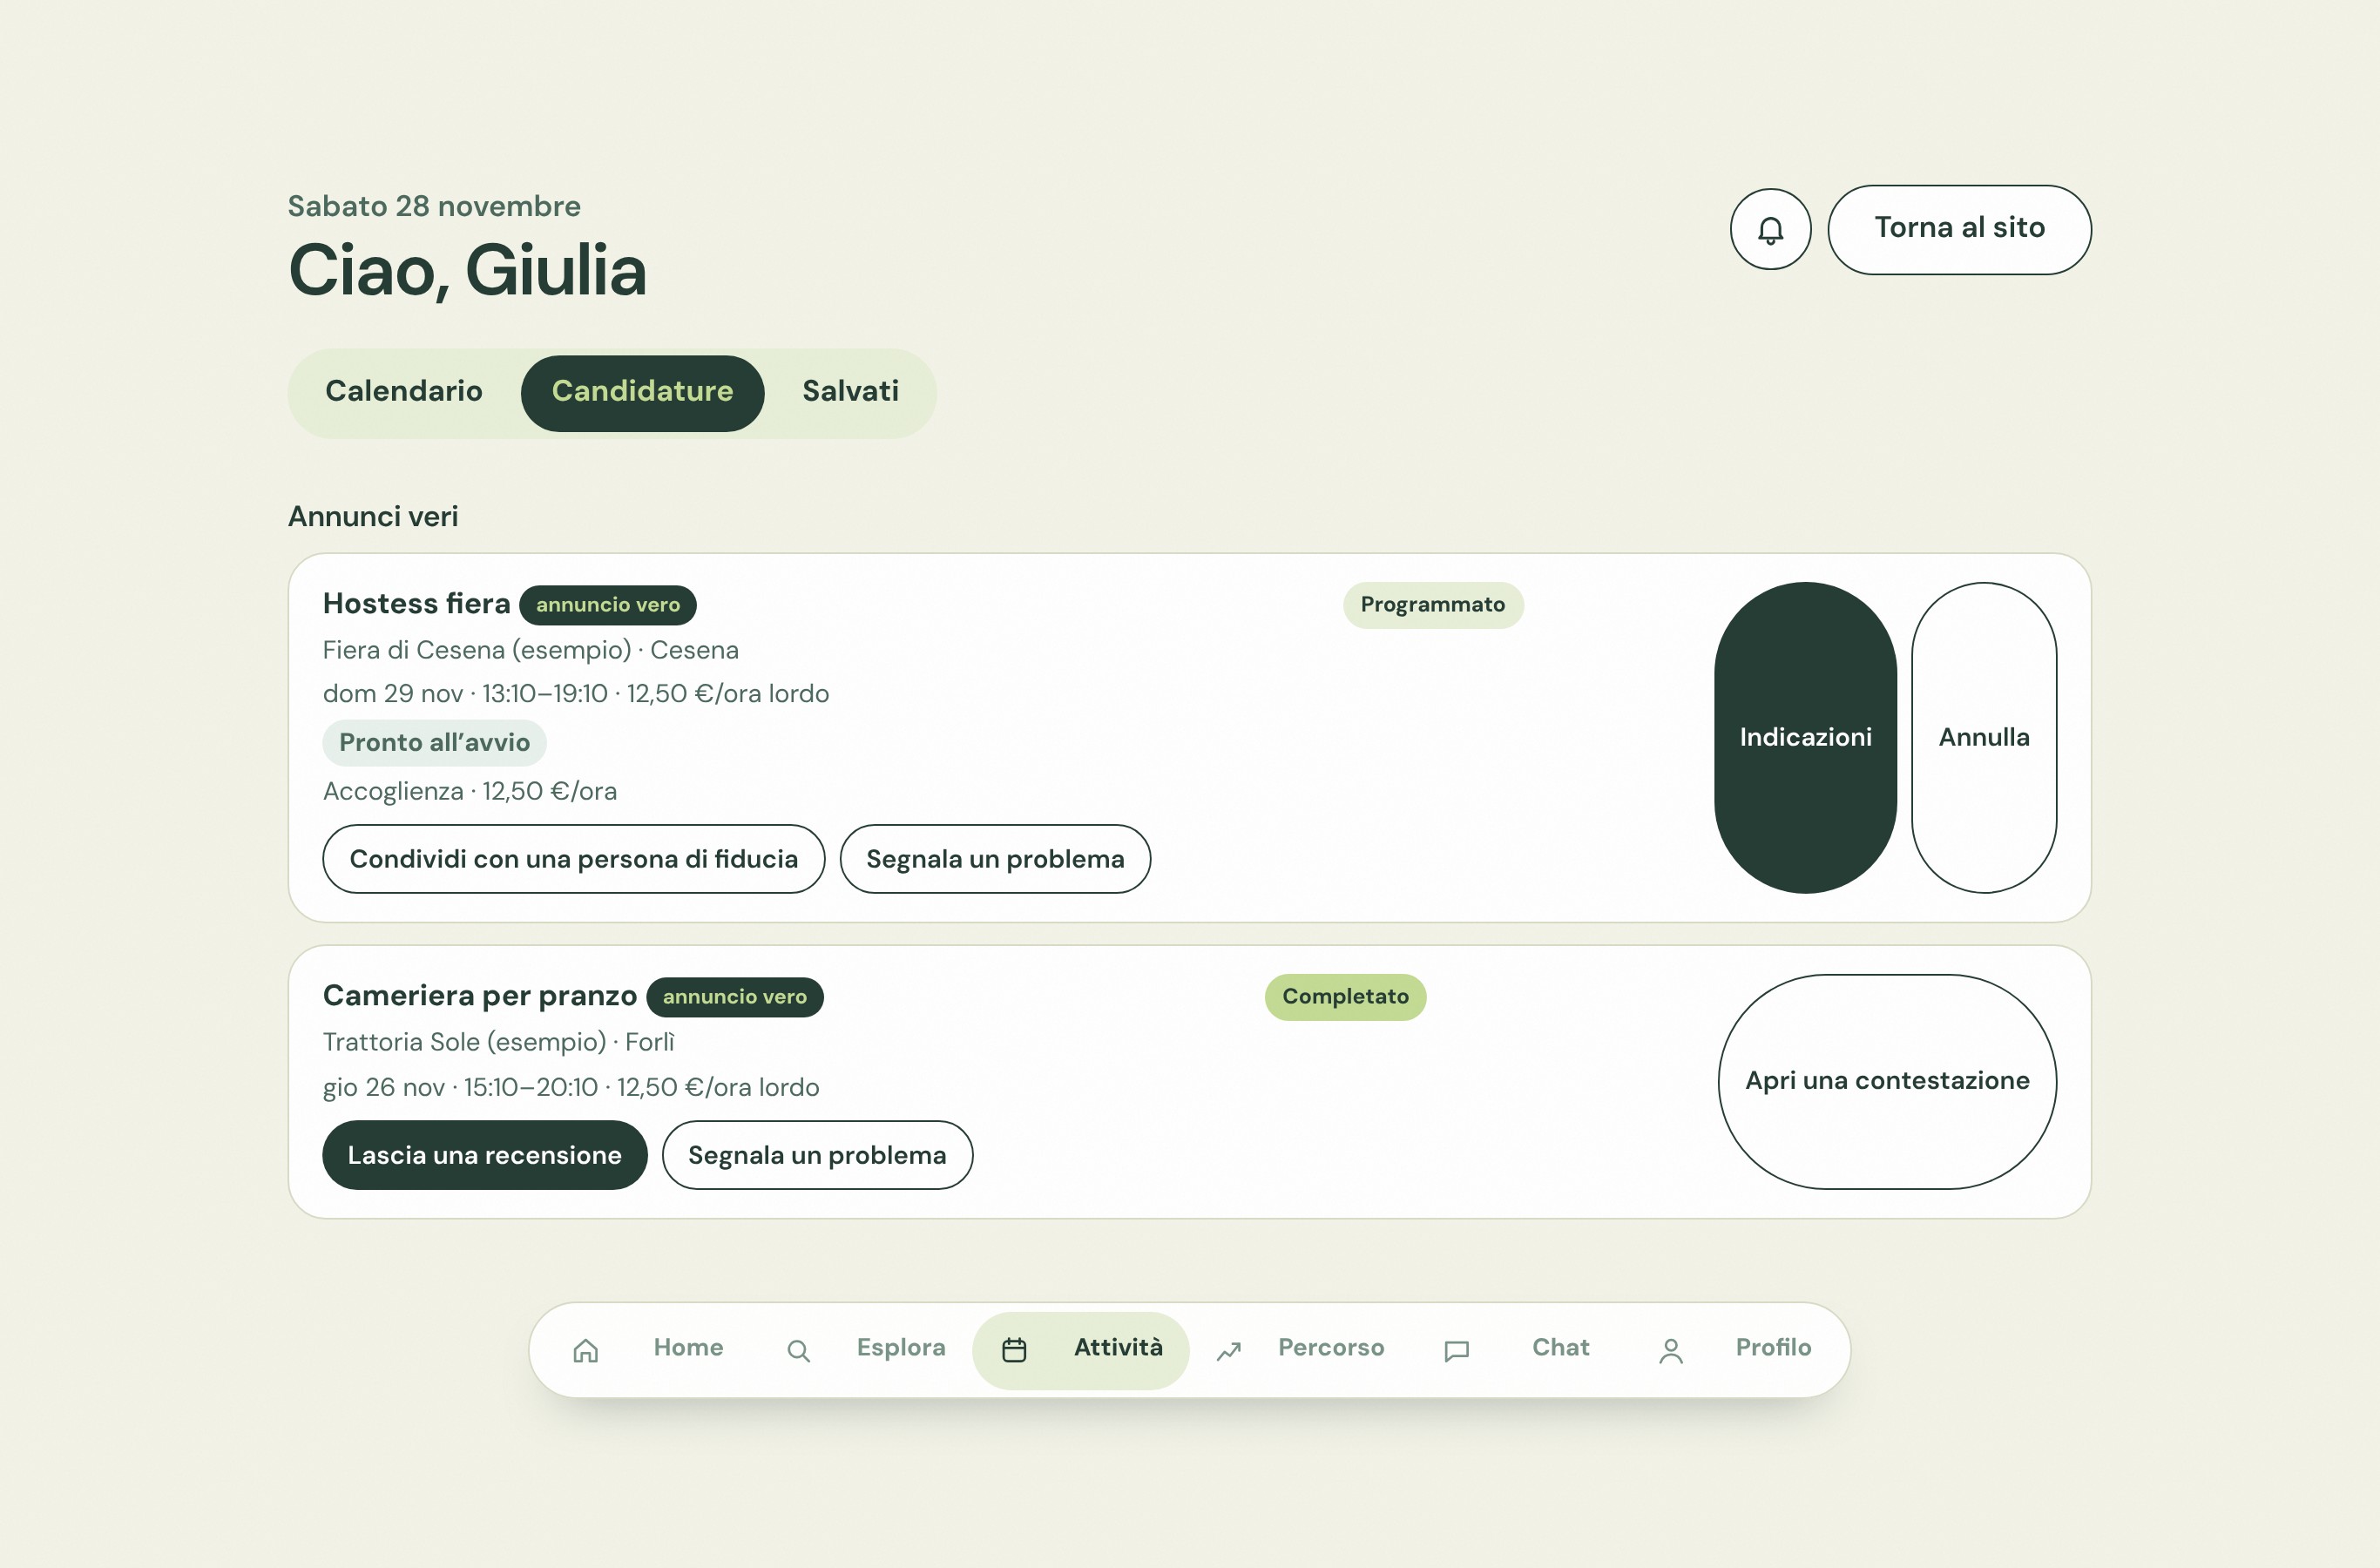 Sabato 28 novembre
Ciao, Giulia
Torna al sito
Calendario
Candidature
Salvati
Annunci veri
Hostess fiera
annuncio vero
Programmato
Fiera di Cesena (esempio) · Cesena
dom 29 nov · 13:10–19:10 · 12,50 €/ora lordo
Pronto all’avvio
Accoglienza · 12,50 €/ora
Condividi con una persona di fiducia
Segnala un problema
Indicazioni
Annulla
Cameriera per pranzo
annuncio vero
Completato
Trattoria Sole (esempio) · Forlì
gio 26 nov · 15:10–20:10 · 12,50 €/ora lordo
Lascia una recensione
Segnala un problema
Apri una contestazione
Home
Esplora
Attività
Percorso
Chat
Profilo